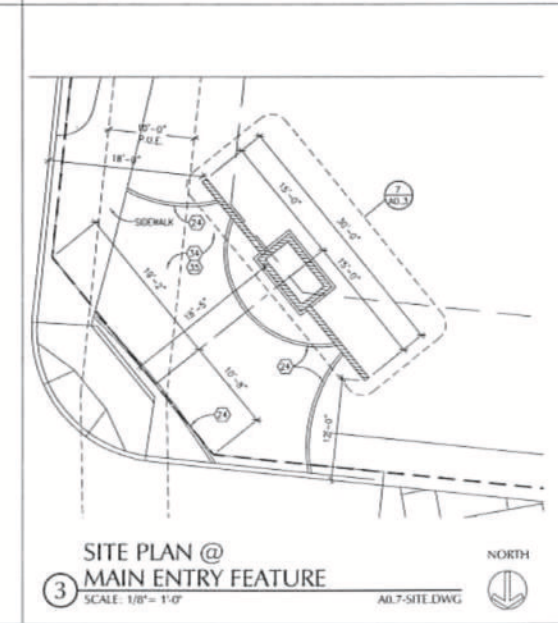 10'-0"
P.U.E.
18'-0"
15'-0"
30'-0"
7
A0.3
SIDEWALK
24
34
35
15'-0"
19'-2"
18'-5"
10'-8"
24
24
12'-0"
SITE PLAN @
NORTH
3
MAIN ENTRY FEATURE
SCALE: 1/8"= 1'-0"
A0.7-SITE.DWG